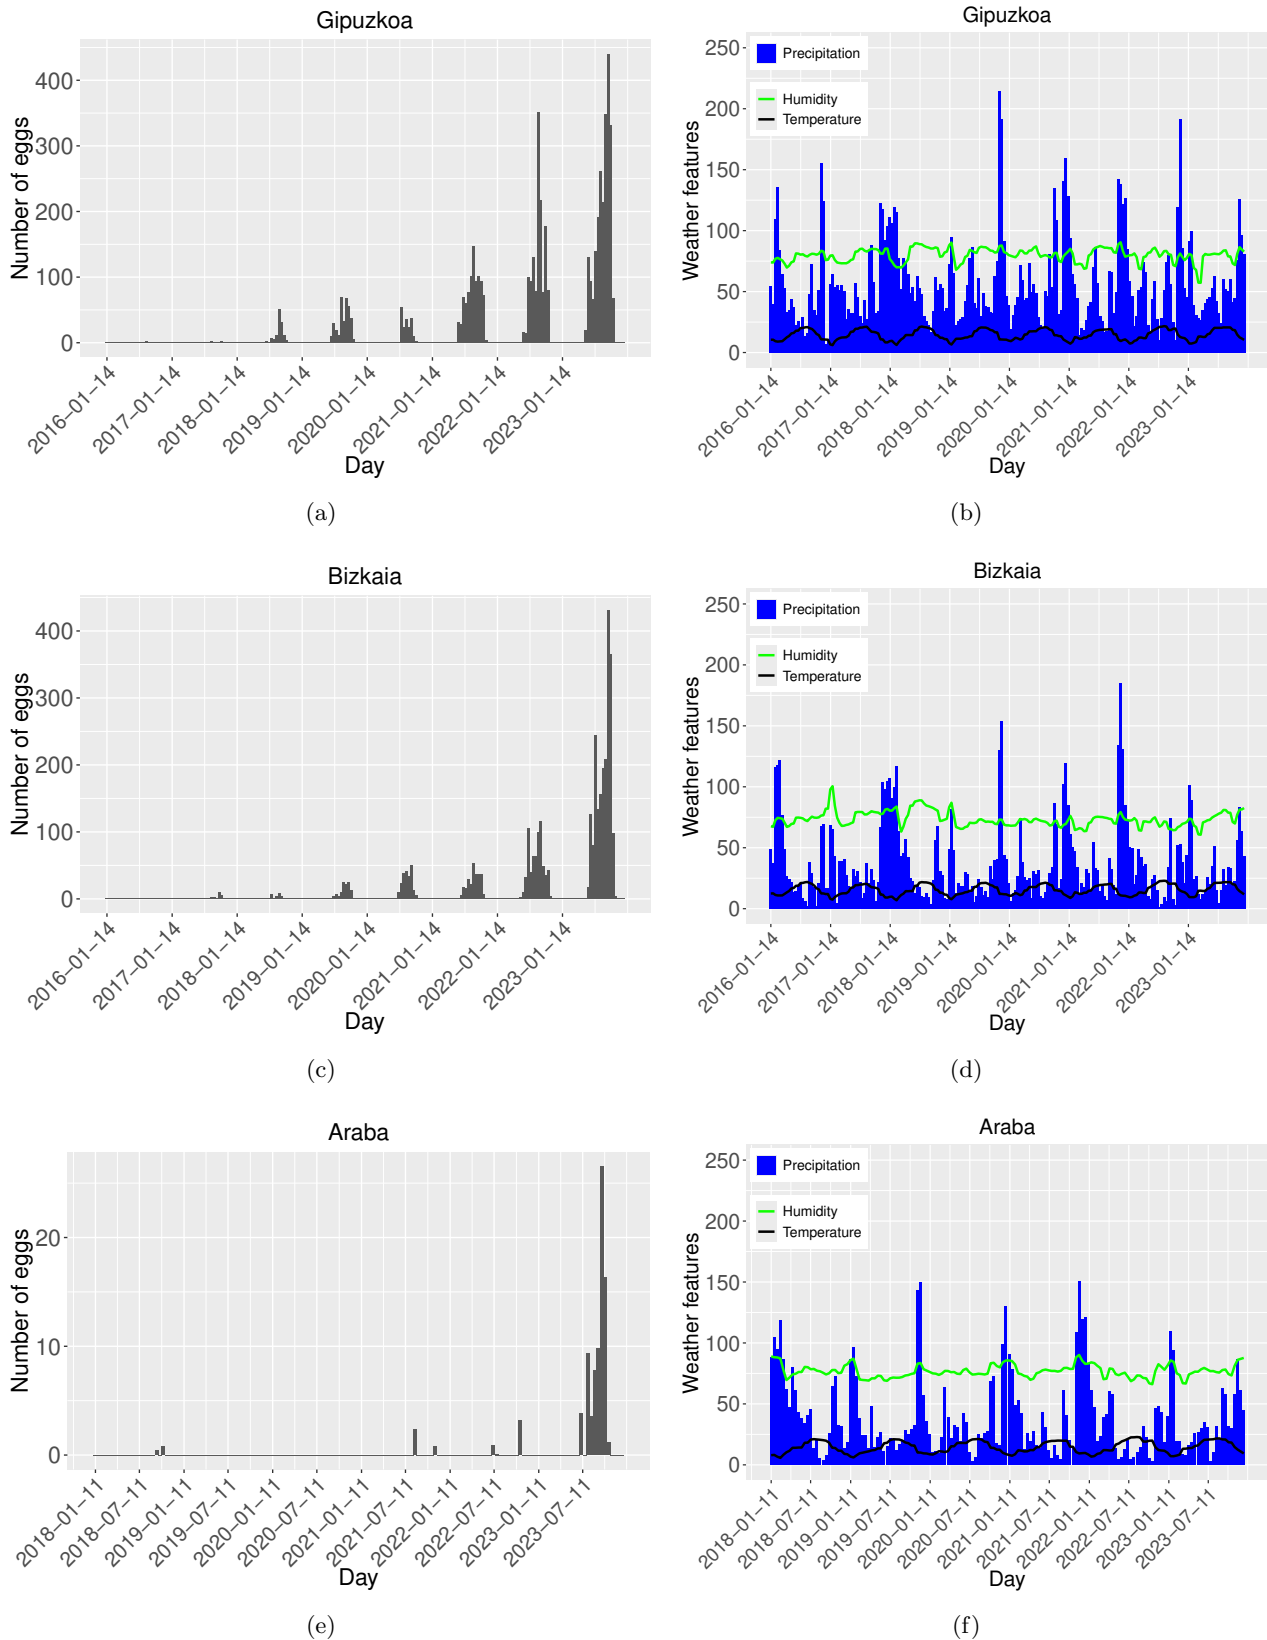 Gipuzkoa
Number of eggs
400
300
200
100
0
2016−01−14
2017−01−14
2018−01−14
2019−01−14
2020−01−14
2021−01−14
2022−01−14
2023−01−14
Day
(a)
Gipuzkoa
Weather features
250
200
150
100
50
0
Precipitation
Humidity
Temperature
2016−01−14
2017−01−14
2018−01−14
2019−01−14
2020−01−14
2021−01−14
2022−01−14
2023−01−14
Day
(b)
Bizkaia
Number of eggs
400
300
200
100
0
2016−01−14
2017−01−14
2018−01−14
2019−01−14
2020−01−14
2021−01−14
2022−01−14
2023−01−14
Day
(c)
Bizkaia
Weather features
250
200
150
100
50
0
Precipitation
Humidity
Temperature
2016−01−14
2017−01−14
2018−01−14
2019−01−14
2020−01−14
2021−01−14
2022−01−14
2023−01−14
Day
(d)
Araba
Number of eggs
20
10
0
2018−01−11
2018−07−11
2019−01−11
2019−07−11
2020−01−11
2020−07−11
2021−01−11
2021−07−11
2022−01−11
2022−07−11
2023−01−11
2023−07−11
Day
(e)
Araba
Weather features
250
200
150
100
50
0
Precipitation
Humidity
Temperature
2018−01−11
2018−07−11
2019−01−11
2019−07−11
2020−01−11
2020−07−11
2021−01−11
2021−07−11
2022−01−11
2022−07−11
2023−01−11
2023−07−11
Day
(f)